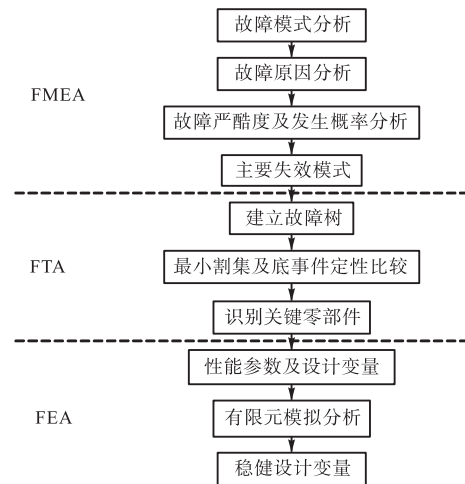 故障模式分析
故障原因分析
FMEA
故障严酷度及发生概率分析
主要失效模式
建立故障树
FTA
最小割集及底事件定性比较
识别关键零部件
性能参数及设计变量
FEA
有限元模拟分析
稳健设计变量